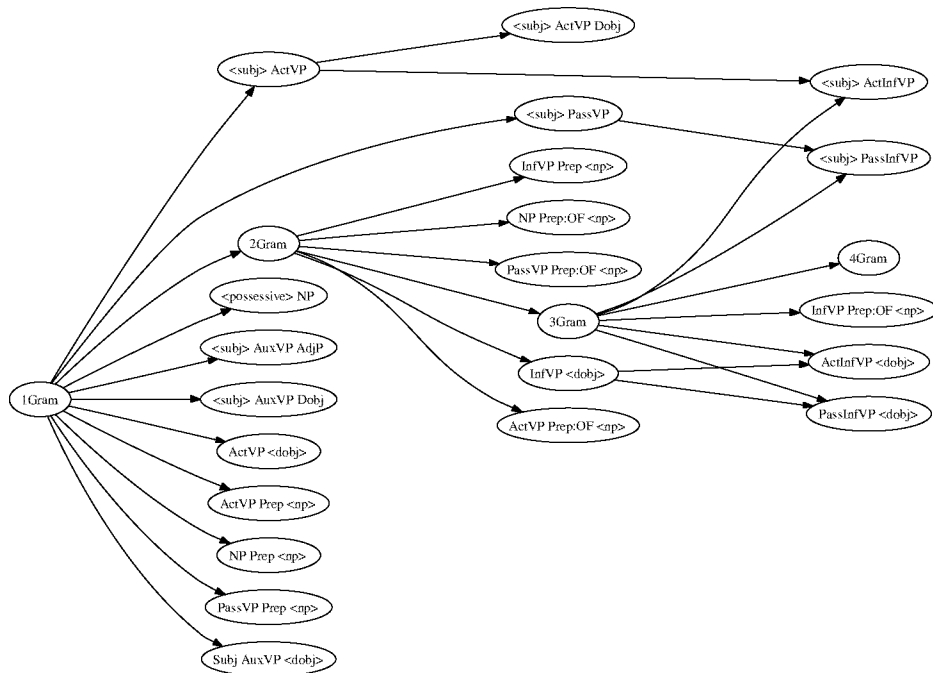 <subj> ActVP Dobj
<subj> ActVP
<subj> ActInfVP
<subj> PassVP
<subj> PassInfVP
InfVP Prep <np>
NP Prep:OF <np>
2Gram
PassVP Prep:OF <np>
4Gram
<possessive> NP
InfVP Prep:OF <np>
3Gram
<subj> AuxVP AdjP
ActInfVP <dobj>
InfVP <dobj>
1Gram
<subj> AuxVP Dobj
PassInfVP <dobj>
ActVP Prep:OF <np>
ActVP <dobj>
ActVP Prep <np>
NP Prep <np>
PassVP Prep <np>
Subj AuxVP <dobj>